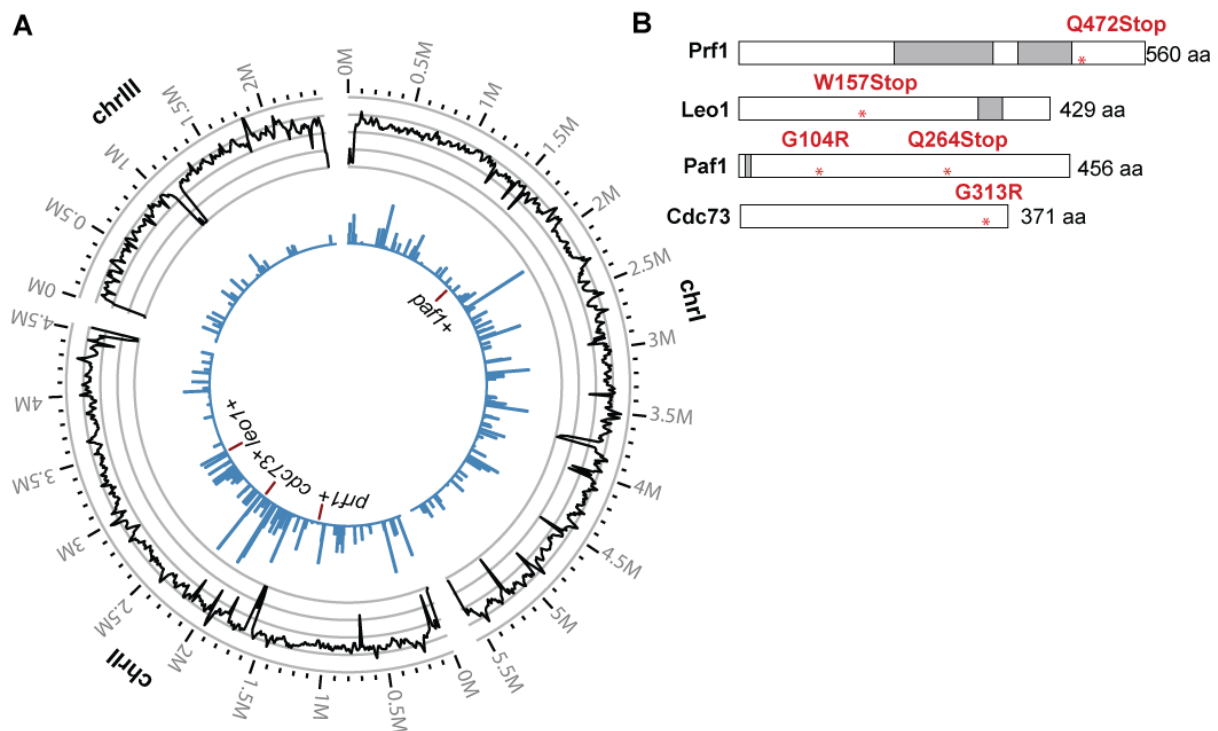 A
chrI
0M
0.5M
1M
1.5M
2M
2.5M
3M
3.5M
4M
4.5M
5M
5.5M
chrII
0M
0.5M
1M
1.5M
2M
2.5M
3M
3.5M
4M
4.5M
chrIII
0M
0.5M
1M
1.5M
2M
paf1+
prf1+
cdc73+
leo1+
B
Q472Stop
Prf1 * 560 aa
W157Stop
Leo1 * 429 aa
G104R Q264Stop
Paf1 * * 456 aa
G313R
Cdc73 * 371 aa